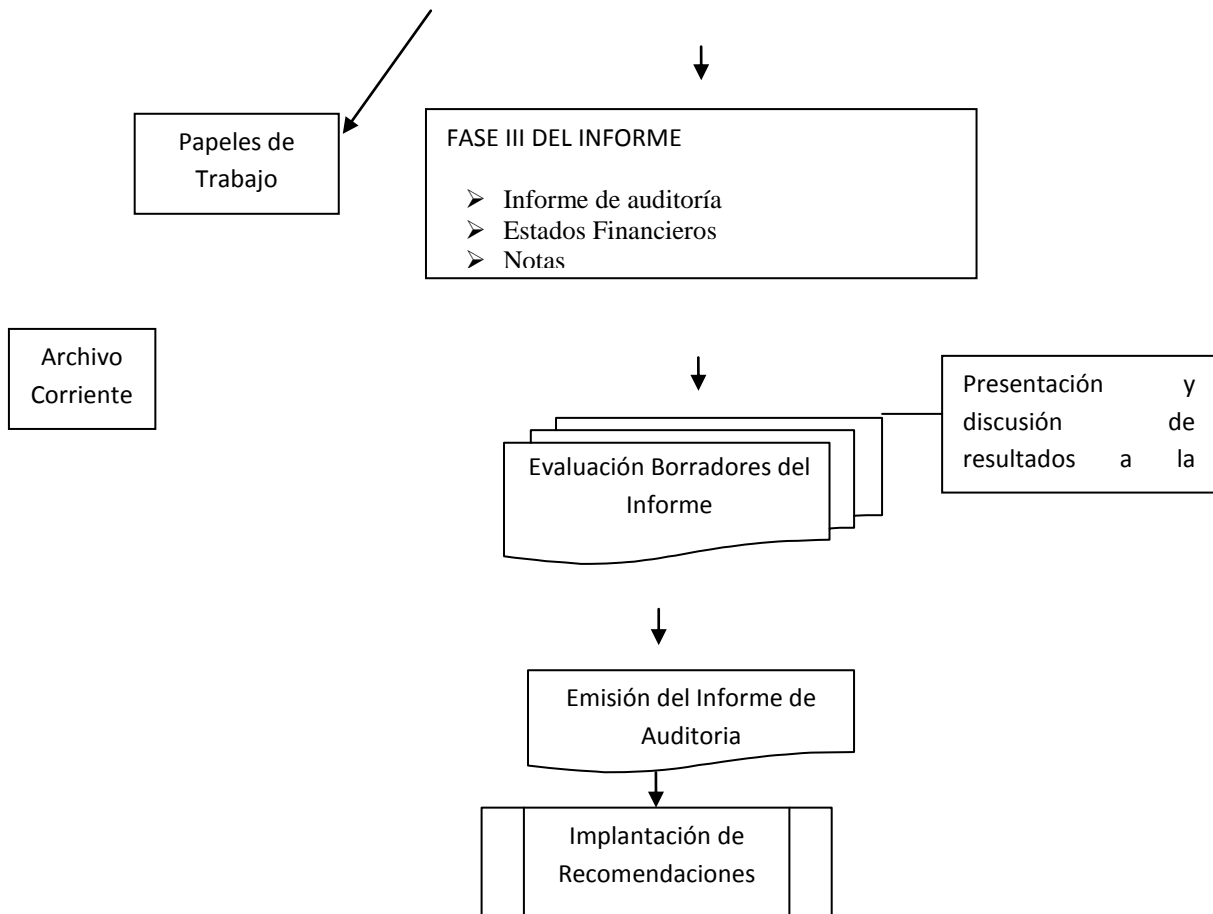 Papeles de
Trabajo
FASE III DEL INFORME
➢ Informe de auditoría
➢ Estados Financieros
➢ Notas
Archivo
Corriente
Presentación y
discusión de
resultados a la
Evaluación Borradores del
Informe
Emisión del Informe de
Auditoria
Implantación de
Recomendaciones